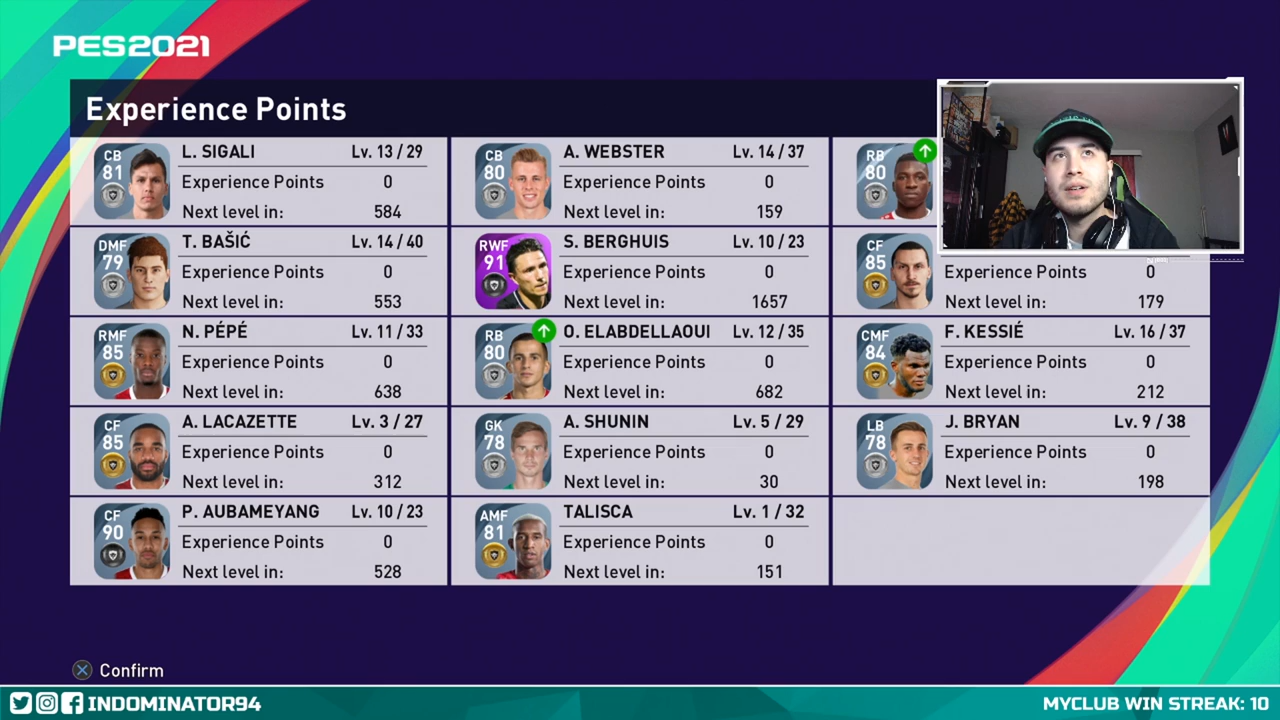 PES2021
Experience Points
CB 81 L. SIGALI Lv. 13 / 29
Experience Points 0
Next level in: 584
CB 80 A. WEBSTER Lv. 14 / 37
Experience Points 0
Next level in: 159
RB 80
DMF 79 T. BAŠIĆ Lv. 14 / 40
Experience Points 0
Next level in: 553
RWF 91 S. BERGHUIS Lv. 10 / 23
Experience Points 0
Next level in: 1657
CF 85
Experience Points 0
Next level in: 179
RMF 85 N. PÉPÉ Lv. 11 / 33
Experience Points 0
Next level in: 638
RB 80 O. ELABDELLAOUI Lv. 12 / 35
Experience Points 0
Next level in: 682
CMF 84 F. KESSIÉ Lv. 16 / 37
Experience Points 0
Next level in: 212
CF 85 A. LACAZETTE Lv. 3 / 27
Experience Points 0
Next level in: 312
GK 78 A. SHUNIN Lv. 5 / 29
Experience Points 0
Next level in: 30
LB 78 J. BRYAN Lv. 9 / 38
Experience Points 0
Next level in: 198
CF 90 P. AUBAMEYANG Lv. 10 / 23
Experience Points 0
Next level in: 528
AMF 81 TALISCA Lv. 1 / 32
Experience Points 0
Next level in: 151
Confirm
INDOMINATOR94
MYCLUB WIN STREAK: 10